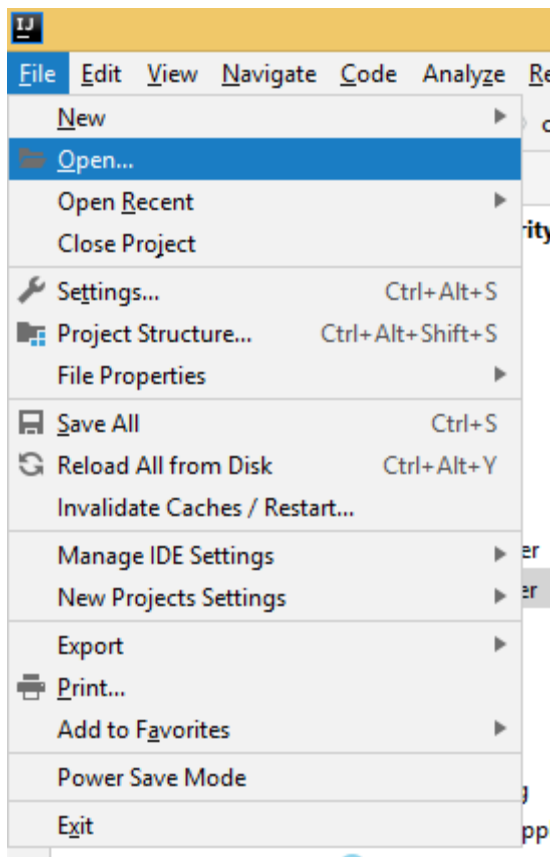 IJ
File Edit View Navigate Code Analyze
New
Open...
Open Recent
Close Project
Settings... Ctrl+Alt+S
Project Structure... Ctrl+Alt+Shift+S
File Properties
Save All Ctrl+S
Reload All from Disk Ctrl+Alt+Y
Invalidate Caches / Restart...
Manage IDE Settings
New Projects Settings
Export
Print...
Add to Favorites
Power Save Mode
Exit